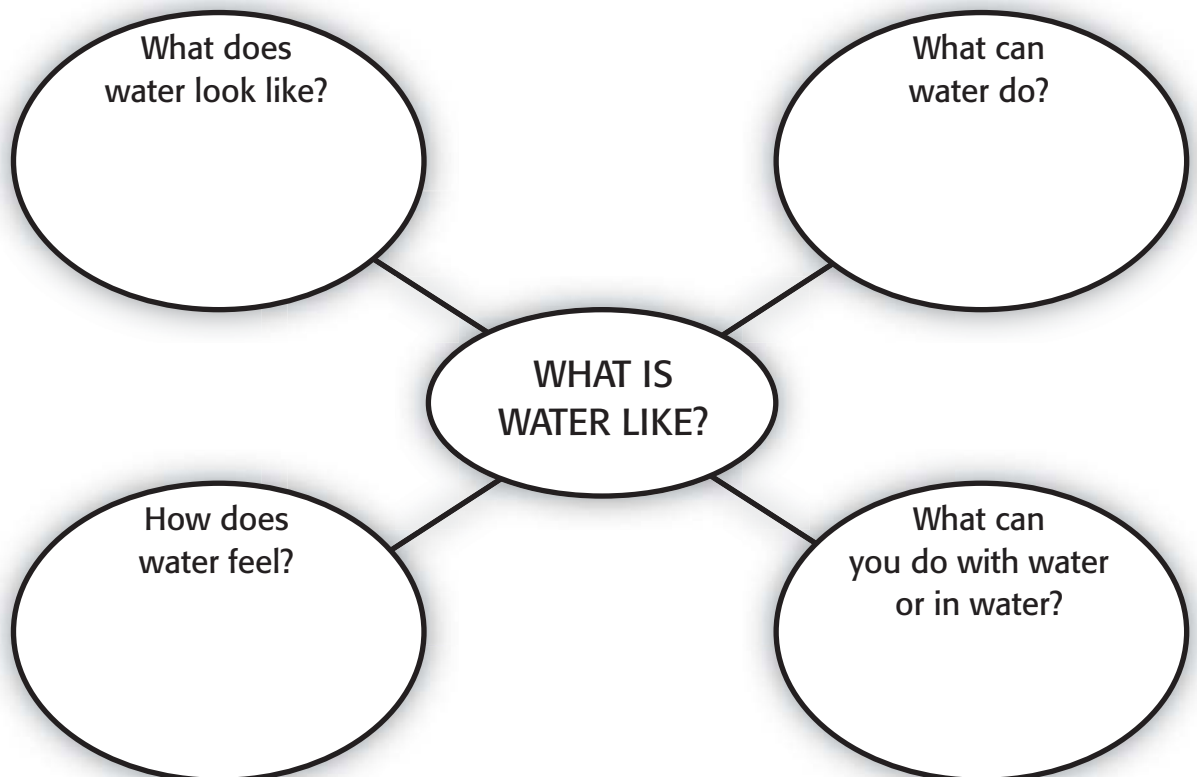 What does
water look like?
What can
water do?
WHAT IS
WATER LIKE?
How does
water feel?
What can
you do with water
or in water?